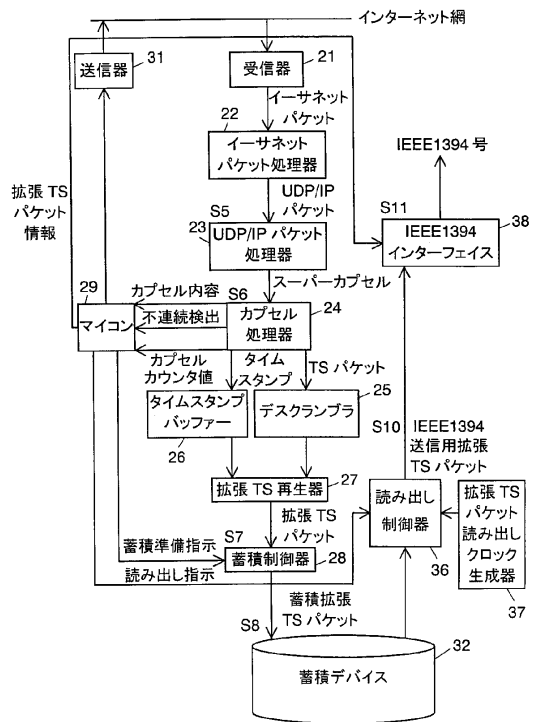 インターネット網
送信器
31
受信器
21
イーサネット
パケット
22
イーサネット
パケット処理器
IEEE1394 号
拡張 TS
パケット
情報
S5
UDP/IP
パケット
23
UDP/IP パケット
処理器
S11
IEEE1394
インターフェイス
38
スーパーカプセル
29
マイコン
カプセル内容
S6
不連続検出
カプセル
処理器
24
カプセル
カウンタ値
タイム
スタンプ
TS パケット
25
タイムスタンプ
バッファー
26
デスクランブラ
S10
IEEE1394
送信用拡張
TS パケット
拡張 TS 再生器
27
拡張 TS
パケット
読み出し
制御器
36
拡張 TS
パケット
読み出し
クロック
生成器
37
S7
蓄積準備指示
蓄積制御器
28
読み出し指示
蓄積拡張
TS パケット
S8
32
蓄積デバイス